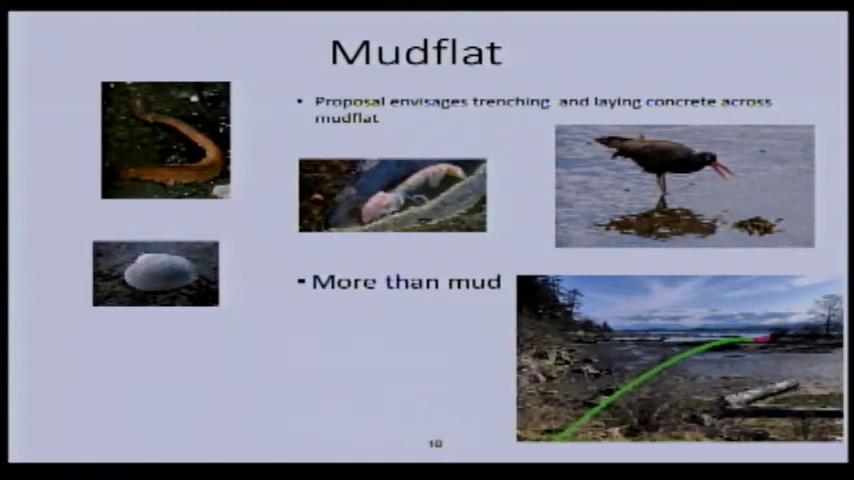 Mudflat
• Proposal envisages trenching and laying concrete across
mudflat
▪ More than mud
10